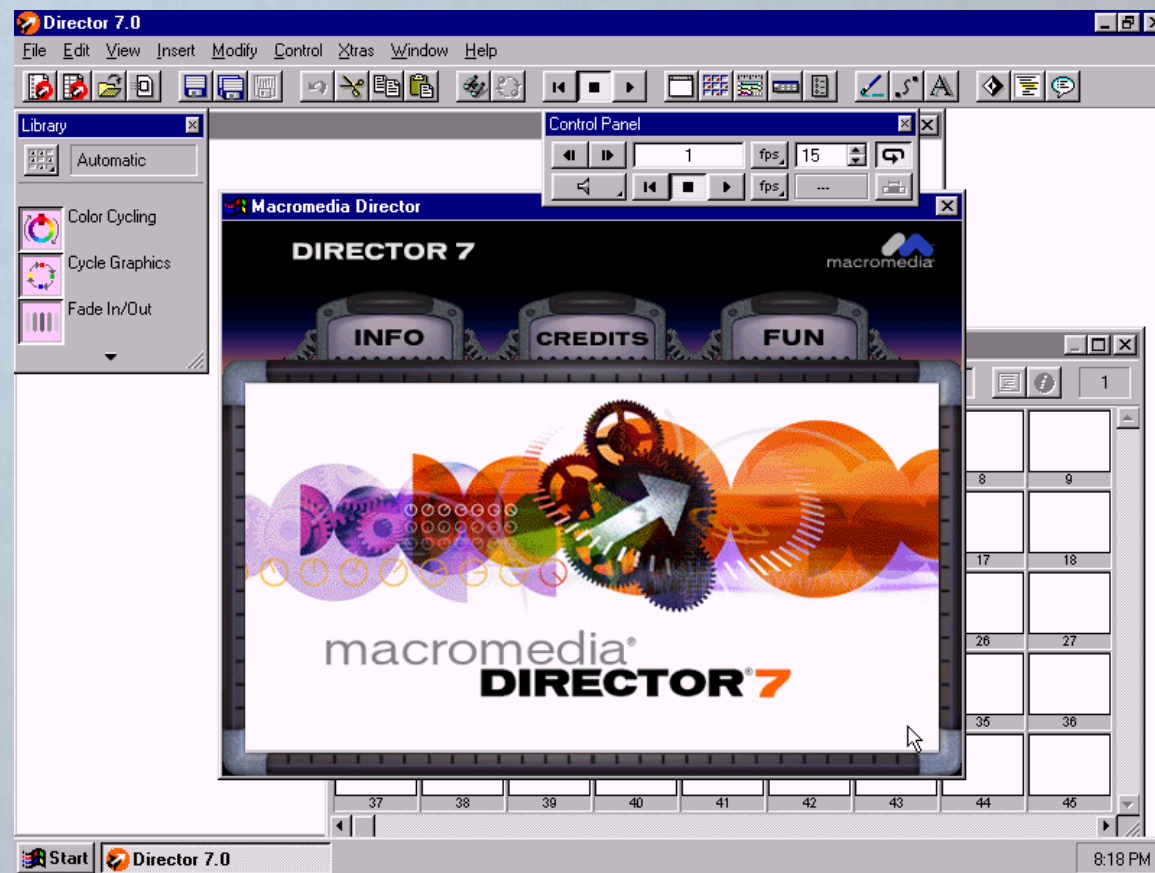 Director 7.0
File Edit View Insert Modify Control Xtras Window Help
Library
Automatic
Color Cycling
Cycle Graphics
Fade In/Out
Control Panel
1 fps 15
fps ---
Macromedia Director
DIRECTOR 7
macromedia
INFO CREDITS FUN
macromedia®
DIRECTOR®7
1
8 9
17 18
26 27
35 36
37 38 39 40 41 42 43 44 45
Start Director 7.0 8:18 PM